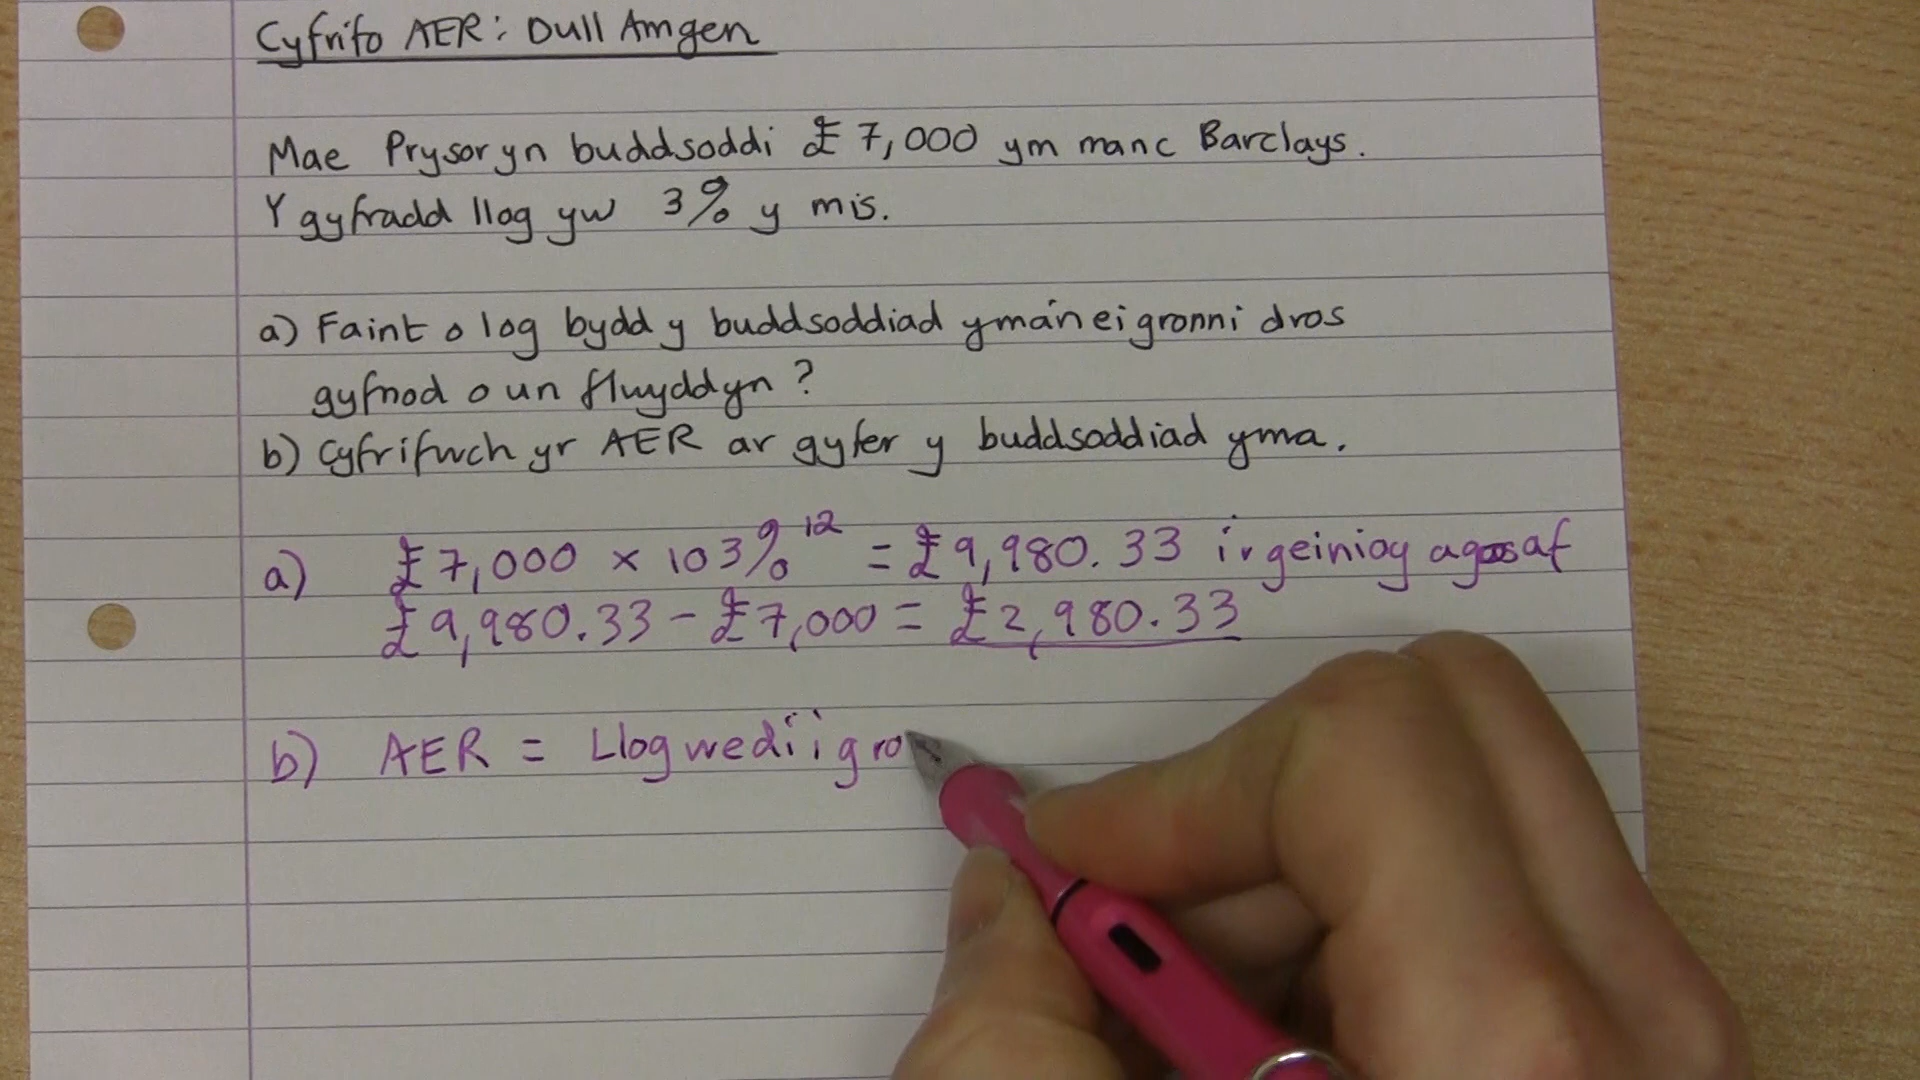 Cyfrifo AER: Dull Amgen
Mae Prysor yn buddsoddi £7,000 ym manc Barclays.
Y gyfradd llog yw 3% y mis.
a) Faint o log bydd y buddsoddiad yma'n ei gronni dros
gyfnod o un flwyddyn?
b) Cyfrifwch yr AER ar gyfer y buddsoddiad yma.
a) £7,000 × 103%¹² = £9,980.33 i'r geiniog agosaf
£9,980.33 – £7,000 = £2,980.33
b) AER = Llog wedi'i gro